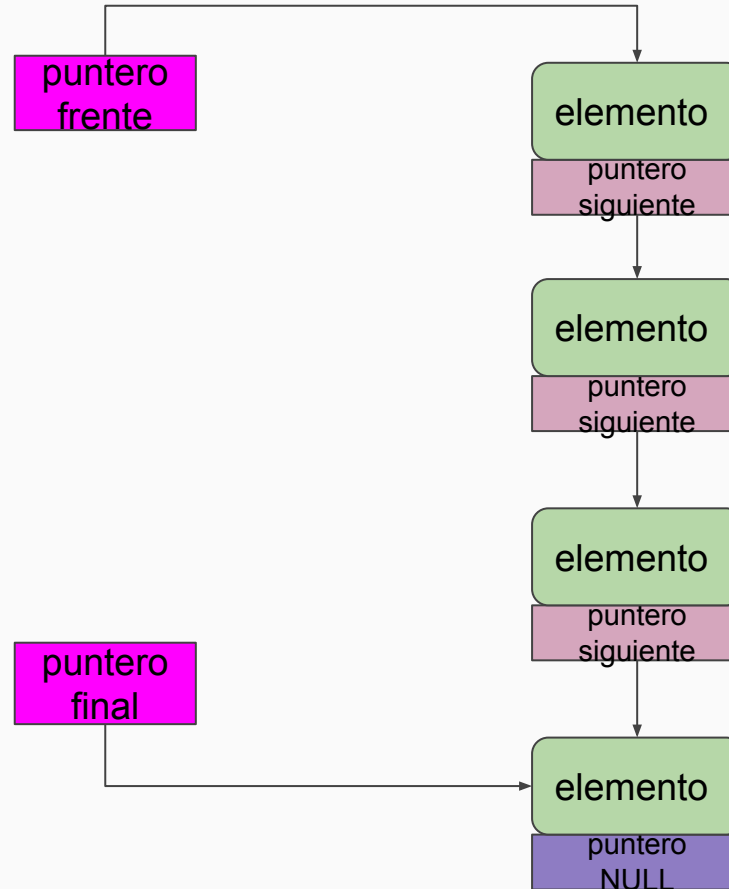 puntero
frente
elemento
puntero
siguiente
elemento
puntero
siguiente
elemento
puntero
siguiente
puntero
final
elemento
puntero
NULL